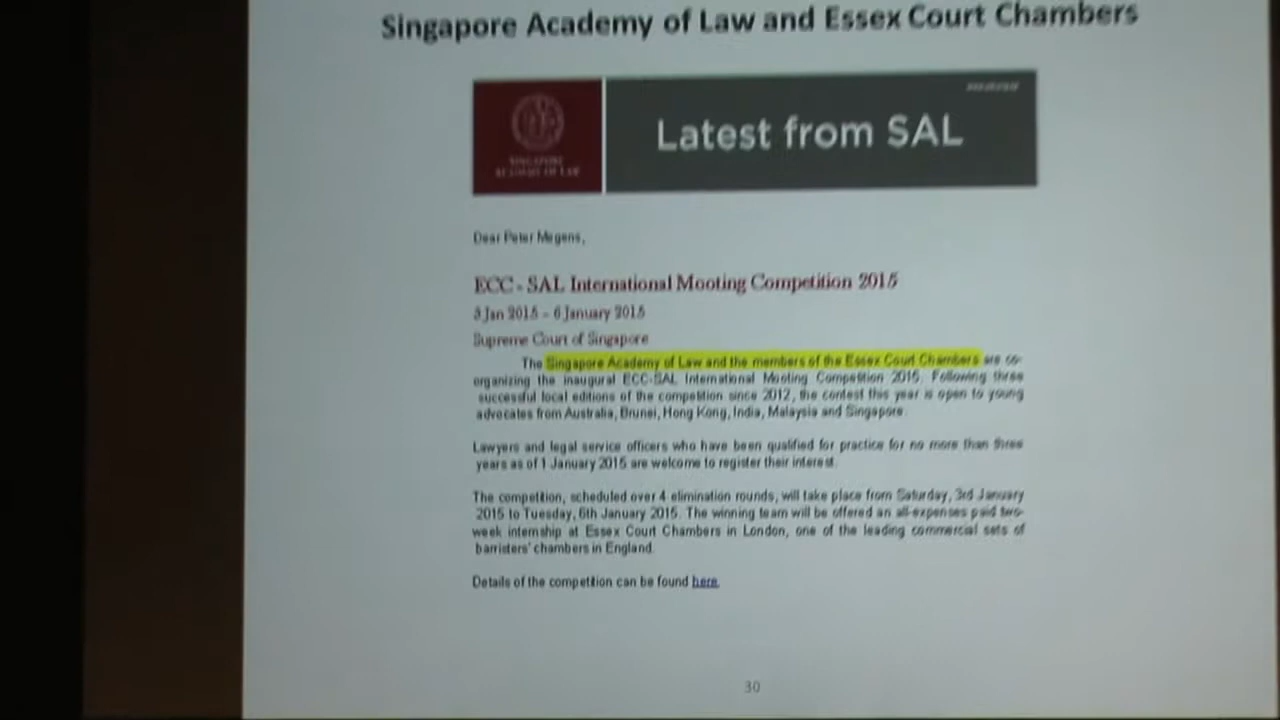 Singapore Academy of Law and Essex Court Chambers
Latest from SAL
SINGAPORE
ACADEMY OF LAW
Dear Peter Megens,
ECC - SAL International Mooting Competition 2015
3 Jan 2015 – 6 January 2015
Supreme Court of Singapore
The Singapore Academy of Law and the members of the Essex Court Chambers are co-
organizing the inaugural ECC-SAL International Mooting Competition 2015. Following three
successful local editions of the competition since 2012, the contest this year is open to young
advocates from Australia, Brunei, Hong Kong, India, Malaysia and Singapore.
Lawyers and legal service officers who have been qualified for practice for no more than three
years as of 1 January 2015 are welcome to register their interest.
The competition, scheduled over 4 elimination rounds, will take place from Saturday, 3rd January
2015 to Tuesday, 6th January 2015. The winning team will be offered an all-expenses paid two-
week internship at Essex Court Chambers in London, one of the leading commercial sets of
barristers' chambers in England.
Details of the competition can be found here.
30